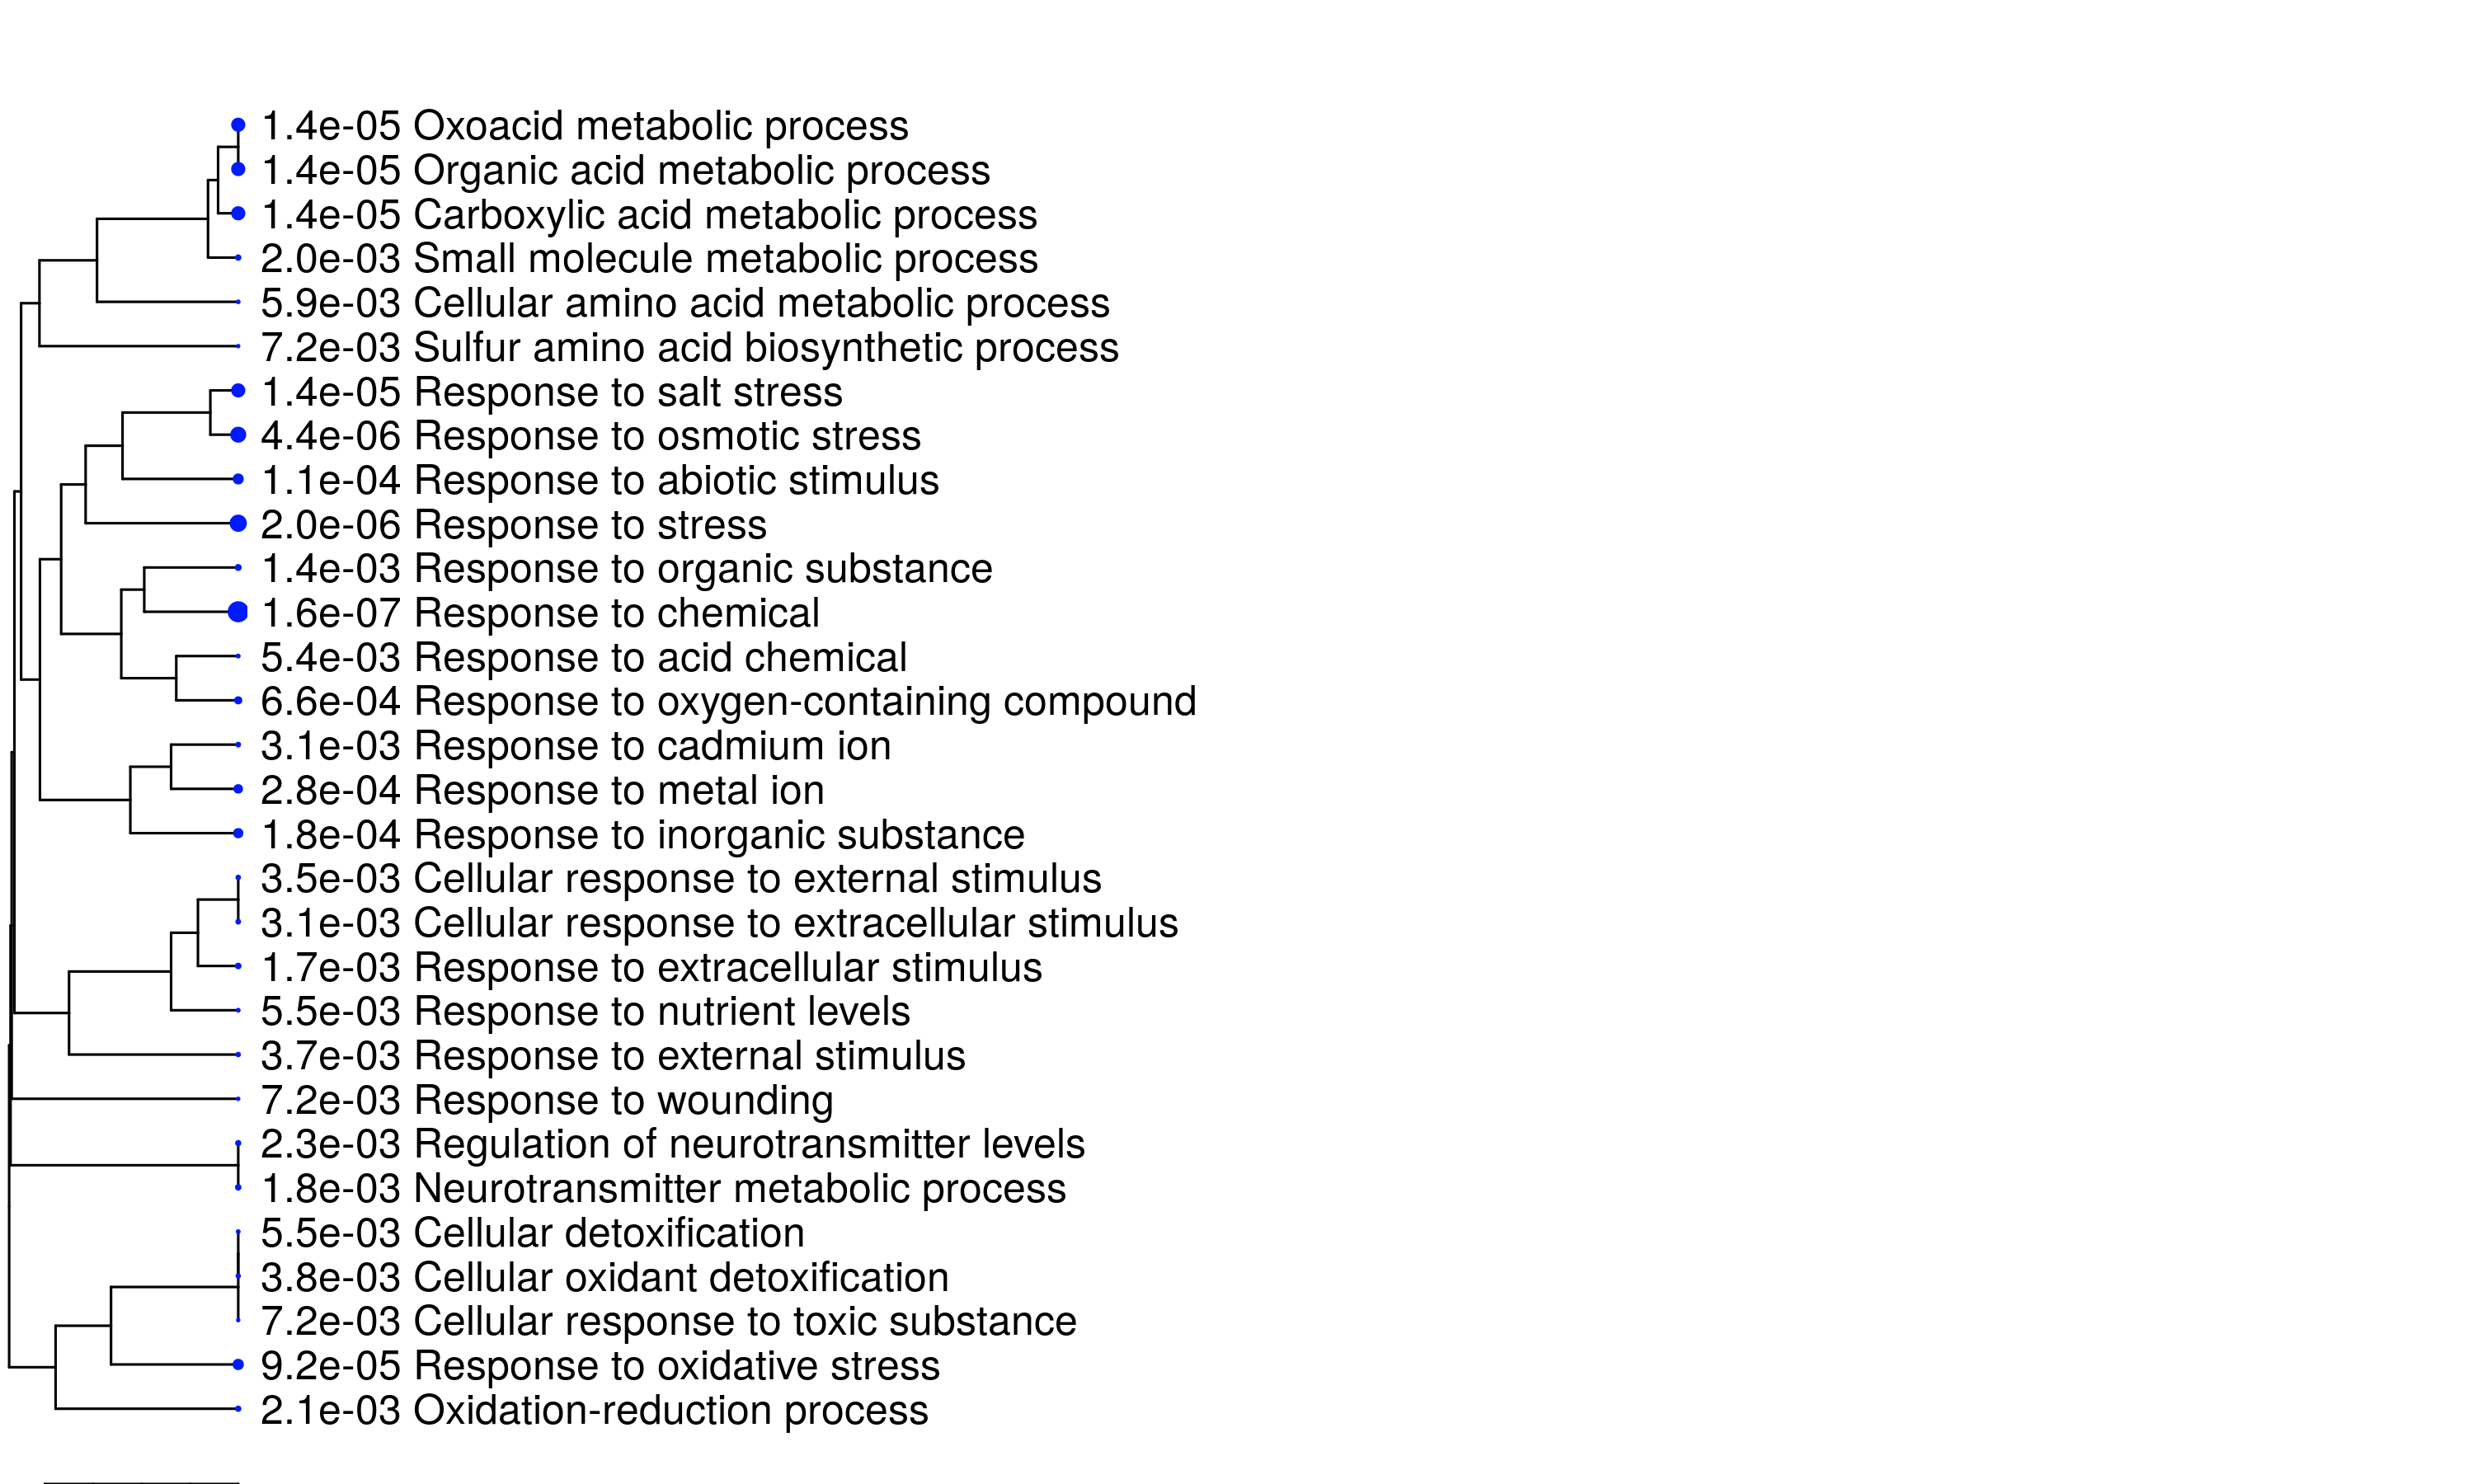 1.4e-05 Oxoacid metabolic process
1.4e-05 Organic acid metabolic process
1.4e-05 Carboxylic acid metabolic process
2.0e-03 Small molecule metabolic process
5.9e-03 Cellular amino acid metabolic process
7.2e-03 Sulfur amino acid biosynthetic process
1.4e-05 Response to salt stress
4.4e-06 Response to osmotic stress
1.1e-04 Response to abiotic stimulus
2.0e-06 Response to stress
1.4e-03 Response to organic substance
1.6e-07 Response to chemical
5.4e-03 Response to acid chemical
6.6e-04 Response to oxygen-containing compound
3.1e-03 Response to cadmium ion
2.8e-04 Response to metal ion
1.8e-04 Response to inorganic substance
3.5e-03 Cellular response to external stimulus
3.1e-03 Cellular response to extracellular stimulus
1.7e-03 Response to extracellular stimulus
5.5e-03 Response to nutrient levels
3.7e-03 Response to external stimulus
7.2e-03 Response to wounding
2.3e-03 Regulation of neurotransmitter levels
1.8e-03 Neurotransmitter metabolic process
5.5e-03 Cellular detoxification
3.8e-03 Cellular oxidant detoxification
7.2e-03 Cellular response to toxic substance
9.2e-05 Response to oxidative stress
2.1e-03 Oxidation-reduction process